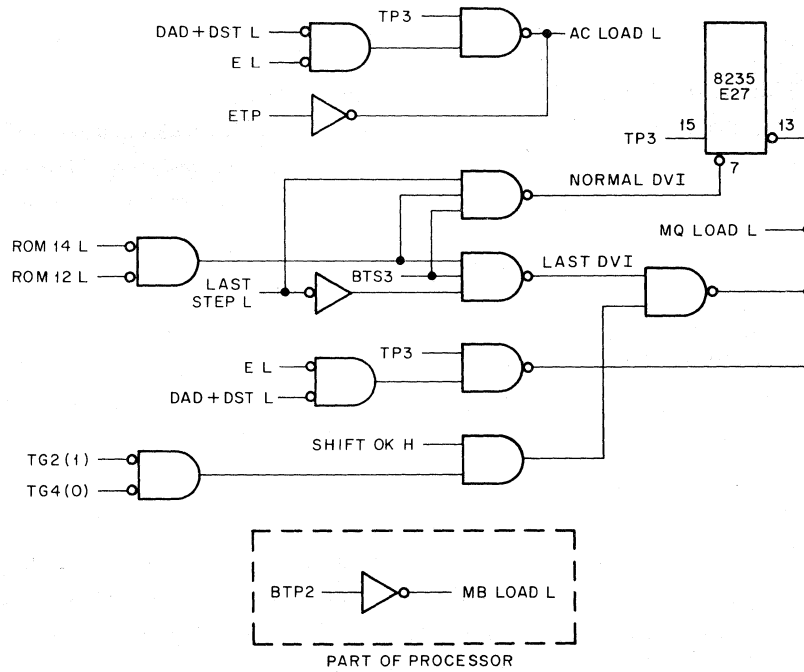 TP3
DAD+DST L
AC LOAD L
E L
8235
E27
ETP
TP3
15
13
7
NORMAL DVI
ROM 14 L
MQ LOAD L
ROM 12 L
LAST
STEP L
BTS3
LAST DVI
TP3
E L
DAD+DST L
SHIFT OK H
TG2(1)
TG4(0)
BTP2
MB LOAD L
PART OF PROCESSOR